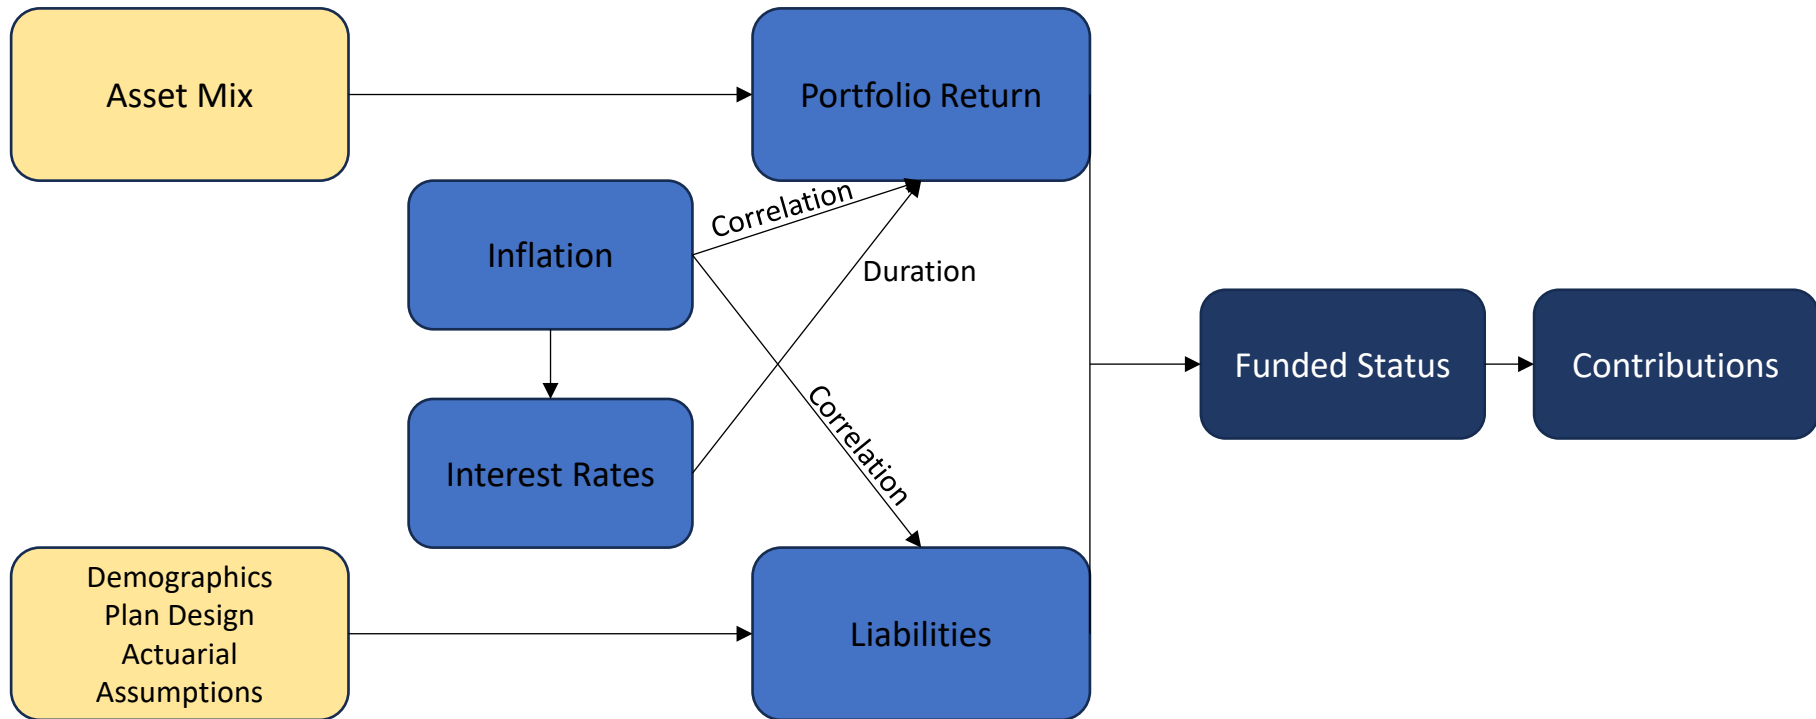 Asset Mix
Portfolio Return
Inflation
Correlation
Duration
Interest Rates
Correlation
Funded Status
Contributions
Demographics
Plan Design
Actuarial
Assumptions
Liabilities